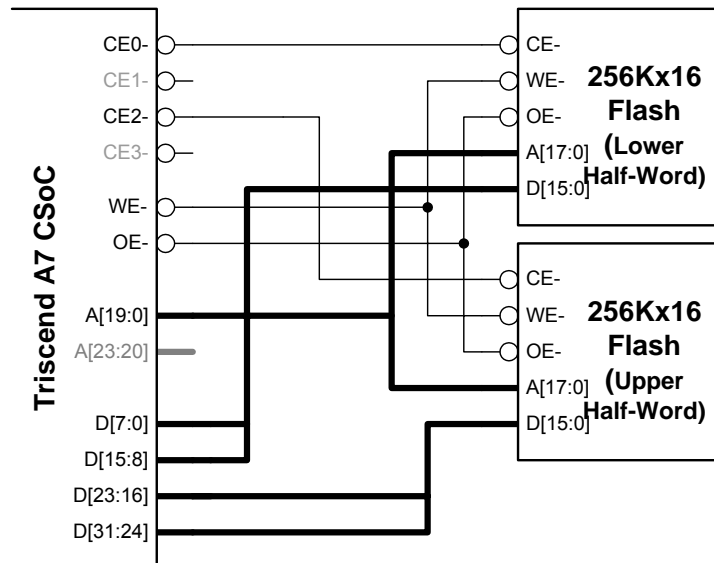 Triscend A7 CSoC
CE0-
CE1-
CE2-
CE3-
WE-
OE-
A[19:0]
A[23:20]
D[7:0]
D[15:8]
D[23:16]
D[31:24]
CE-
WE-
OE-
A[17:0]
D[15:0]
256Kx16
Flash
(Lower
Half-Word)
CE-
WE-
OE-
A[17:0]
D[15:0]
256Kx16
Flash
(Upper
Half-Word)